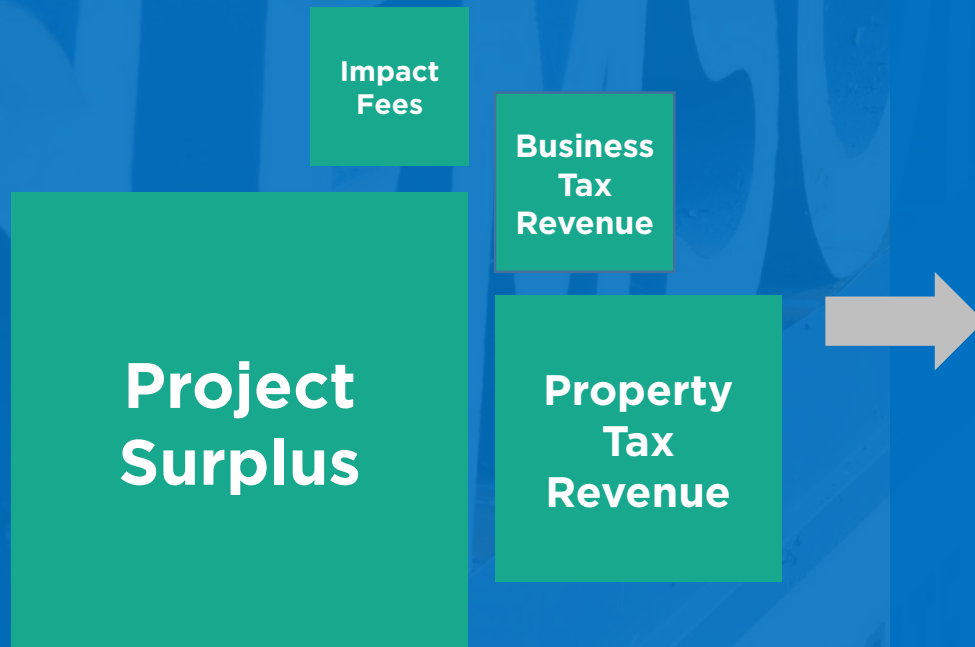 Impact
Fees
Business
Tax
Revenue
Project
Surplus
Property
Tax
Revenue